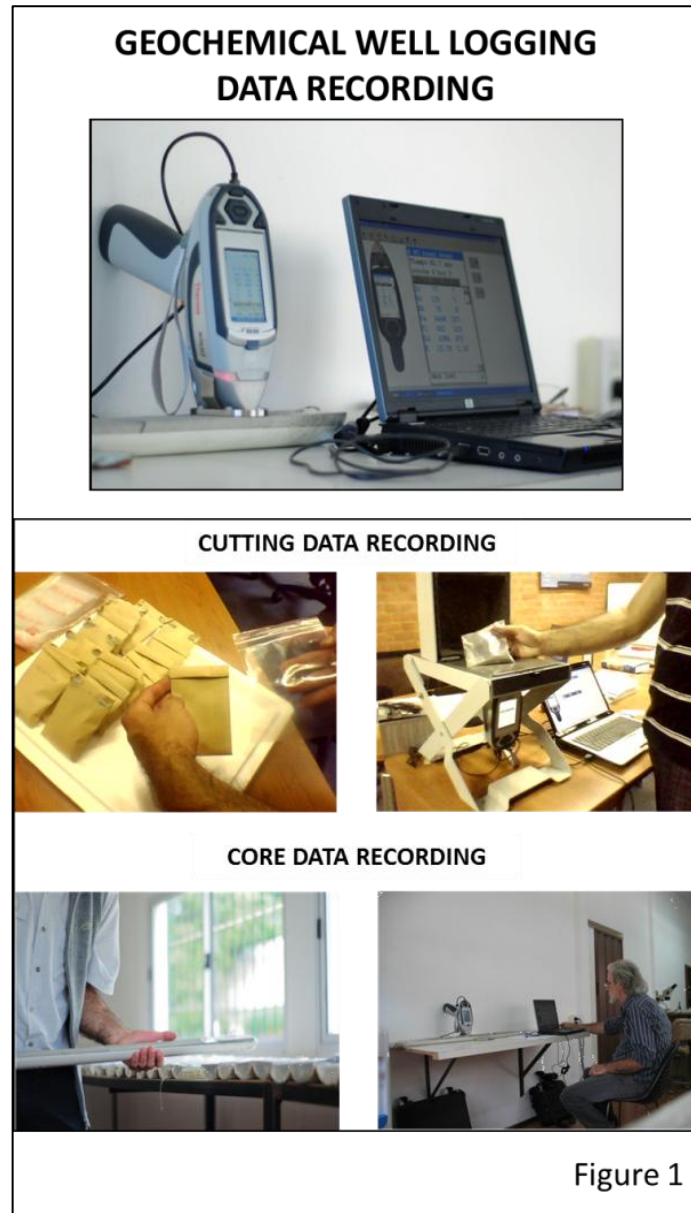 GEOCHEMICAL WELL LOGGING
DATA RECORDING
CUTTING DATA RECORDING
CORE DATA RECORDING
Figure 1